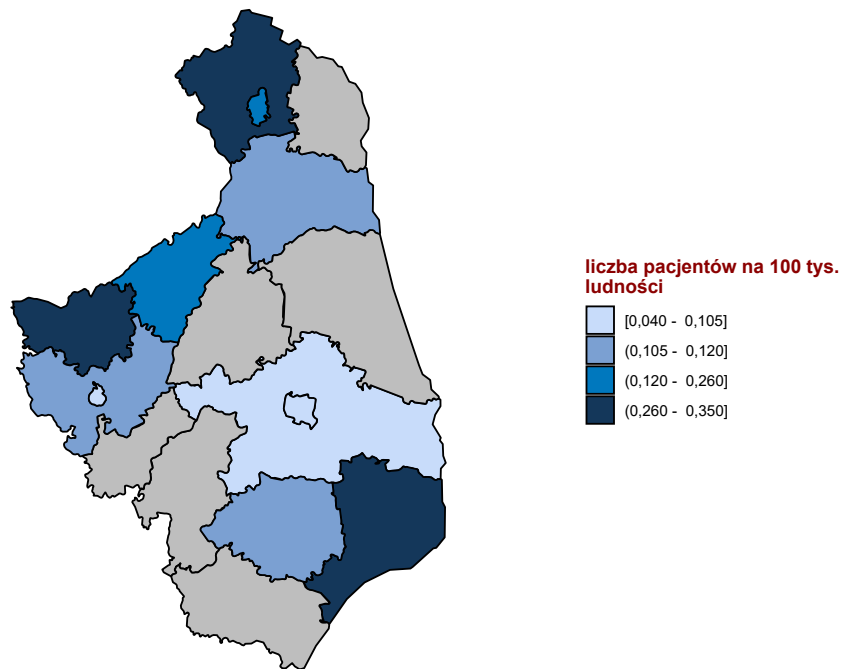 liczba pacjentów na 100 tys.
ludności
[0,040 - 0,105]
(0,105 - 0,120]
(0,120 - 0,260]
(0,260 - 0,350]